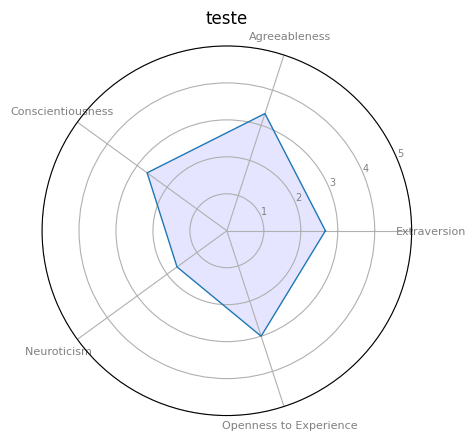 teste
Agreeableness
Conscientiousness
5
4
3
2
1
Extraversion
Neuroticism
Openness to Experience